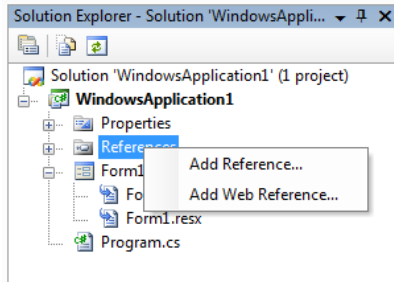 Solution Explorer - Solution 'WindowsAppli...
Solution 'WindowsApplication1' (1 project)
WindowsApplication1
Properties
References
Add Reference...
Form1
Add Web Reference...
Fo
Form1.resx
Program.cs